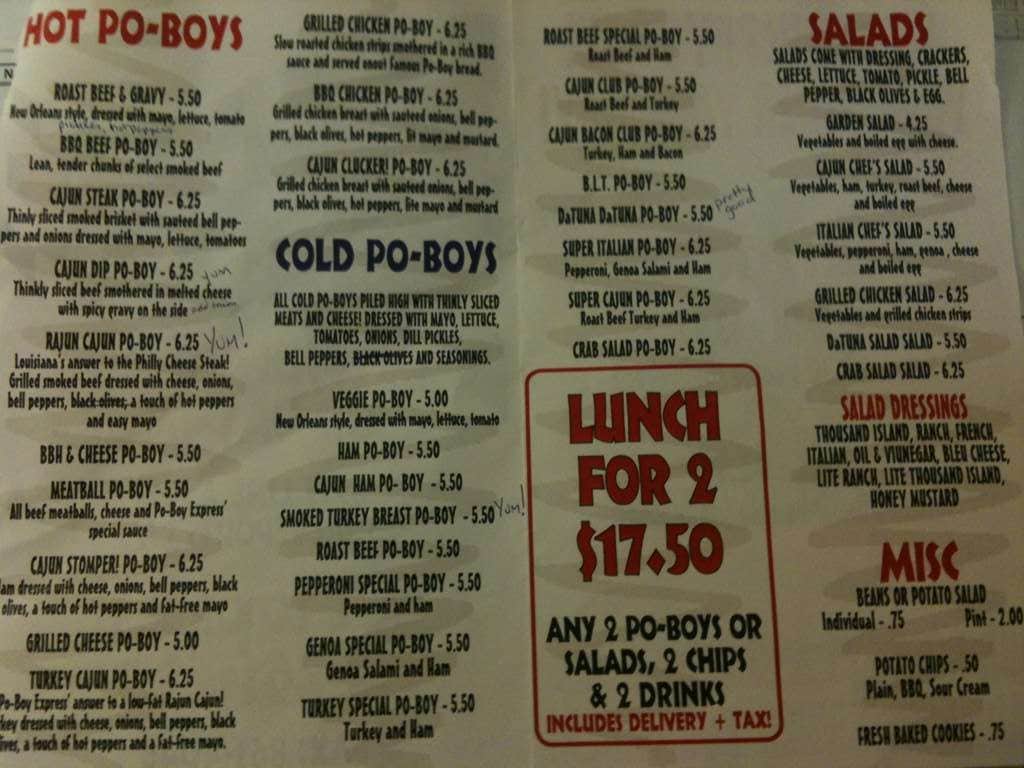 HOT PO-BOYS
ROAST BEEF & GRAVY - 5.50
New Orleans style, dressed with mayo, lettuce, tomato
pickles, hot peppers
BBQ BEEF PO-BOY - 5.50
Lean, tender chunks of select smoked beef
CAJUN STEAK PO-BOY - 6.25
Thinly sliced smoked brisket with sauteed bell pep-
pers and onions dressed with mayo, lettuce, tomatoes
CAJUN DIP PO-BOY - 6.25 yum
Thinkly sliced beef smothered in melted cheese
with spicy gravy on the side
RAJUN CAJUN PO-BOY - 6.25 YUM!
Louisiana's answer to the Philly Cheese Steak!
Grilled smoked beef dressed with cheese, onions,
bell peppers, black olives, a touch of hot peppers
and easy mayo
BBH & CHEESE PO-BOY - 5.50
MEATBALL PO-BOY - 5.50
All beef meatballs, cheese and Po-Boy Express'
special sauce
CAJUN STOMPER! PO-BOY - 6.25
am dressed with cheese, onions, bell peppers, black
olives, a touch of hot peppers and fat-free mayo
GRILLED CHEESE PO-BOY - 5.00
TURKEY CAJUN PO-BOY - 6.25
Po-Boy Express' answer to a low-fat Rajun Cajun!
key dressed with cheese, onions, bell peppers, black
ives, a touch of hot peppers and a fat-free mayo.
GRILLED CHICKEN PO-BOY - 6.25
Slow roasted chicken strips smothered in a rich BBQ
sauce and served onout famous Po-Boy bread.
BBQ CHICKEN PO-BOY - 6.25
Grilled chicken breast with sauteed onions, bell pep-
pers, black olives, hot peppers, lit mayo and mustard.
CAJUN CLUCKER! PO-BOY - 6.25
Grilled chicken breast with sauteed onions, bell pep-
pers, black olives, hot peppers, lite mayo and mustard
COLD PO-BOYS
ALL COLD PO-BOYS PILED HIGH WITH THINLY SLICED
MEATS AND CHEESE! DRESSED WITH MAYO, LETTUCE,
TOMATOES, ONIONS, DILL PICKLES,
BELL PEPPERS, BLACK OLIVES AND SEASONINGS.
VEGGIE PO-BOY - 5.00
New Orleans style, dressed with mayo, lettuce, tomato
HAM PO-BOY - 5.50
CAJUN HAM PO- BOY - 5.50
SMOKED TURKEY BREAST PO-BOY - 5.50 YUM!
ROAST BEEF PO-BOY - 5.50
PEPPERONI SPECIAL PO-BOY - 5.50
Pepperoni and ham
GENOA SPECIAL PO-BOY - 5.50
Genoa Salami and Ham
TURKEY SPECIAL PO-BOY - 5.50
Turkey and Ham
ROAST BEEF SPECIAL PO-BOY - 5.50
Roast Beef and Ham
CAJUN CLUB PO-BOY - 6.25
Roast Beef and Turkey
CAJUN BACON CLUB PO-BOY - 6.25
Turkey, Ham and Bacon
B.L.T. PO-BOY - 5.50
DaTUNA DaTUNA PO-BOY - 5.50 pretty good
SUPER ITALIAN PO-BOY - 6.25
Pepperoni, Genoa Salami and Ham
SUPER CAJUN PO-BOY - 6.25
Roast Beef Turkey and Ham
CRAB SALAD PO-BOY - 6.25
LUNCH
FOR 2
$17.50
ANY 2 PO-BOYS OR
SALADS, 2 CHIPS
& 2 DRINKS
INCLUDES DELIVERY + TAX!
SALADS
SALADS COME WITH DRESSING, CRACKERS,
CHEESE, LETTUCE, TOMATO, PICKLE, BELL
PEPPER, BLACK OLIVES & EGG.
GARDEN SALAD - 4.25
Vegetables and boiled egg with cheese.
CAJUN CHEF'S SALAD - 5.50
Vegetables, ham, turkey, roast beef, cheese
and boiled egg
ITALIAN CHEF'S SALAD - 5.50
Vegetables, pepperoni, ham, genoa , cheese
and boiled egg
GRILLED CHICKEN SALAD - 6.25
Vegetables and grilled chicken strips
DaTUNA SALAD SALAD - 5.50
CRAB SALAD SALAD - 6.25
SALAD DRESSINGS
THOUSAND ISLAND, RANCH, FRENCH,
ITALIAN, OIL & VIUNEGAR, BLEU CHEESE,
LITE RANCH, LITE THOUSAND ISLAND,
HONEY MUSTARD
MISC
BEANS OR POTATO SALAD
Individual - .75 Pint - 2.00
POTATO CHIPS - .50
Plain, BBQ, Sour Cream
FRESH BAKED COOKIES - .75